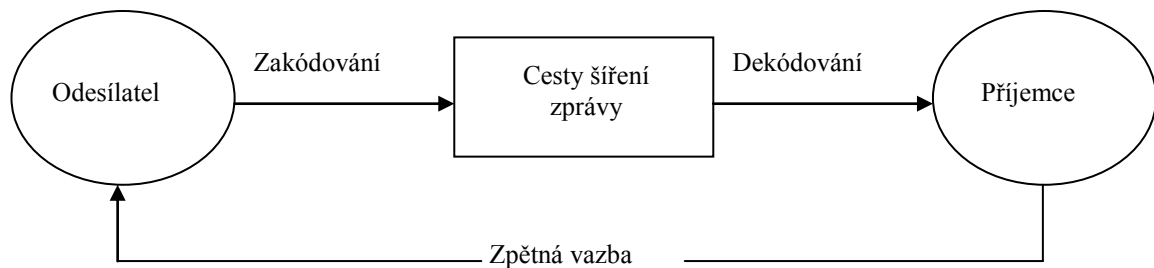 Odesílatel
Zakódování
Cesty šíření
zprávy
Dekódování
Příjemce
Zpětná vazba